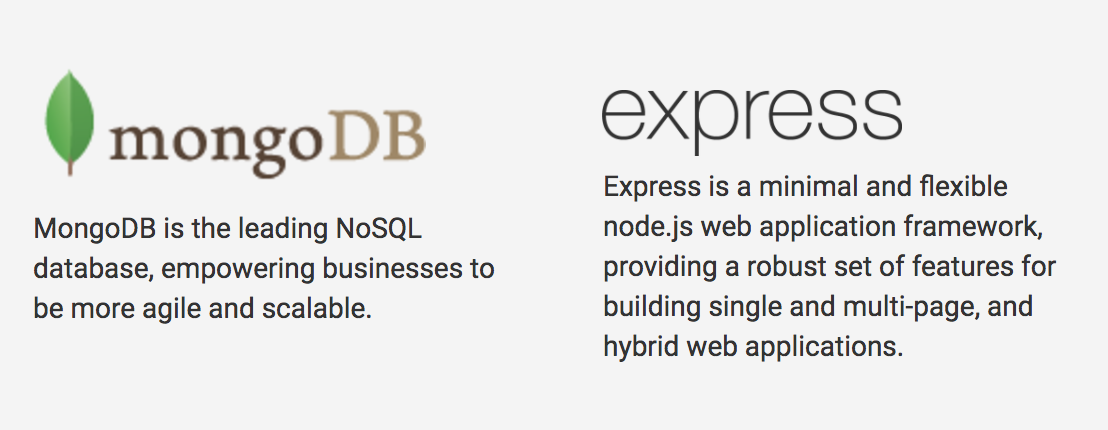 mongoDB
MongoDB is the leading NoSQL
database, empowering businesses to
be more agile and scalable.
express
Express is a minimal and flexible
node.js web application framework,
providing a robust set of features for
building single and multi-page, and
hybrid web applications.